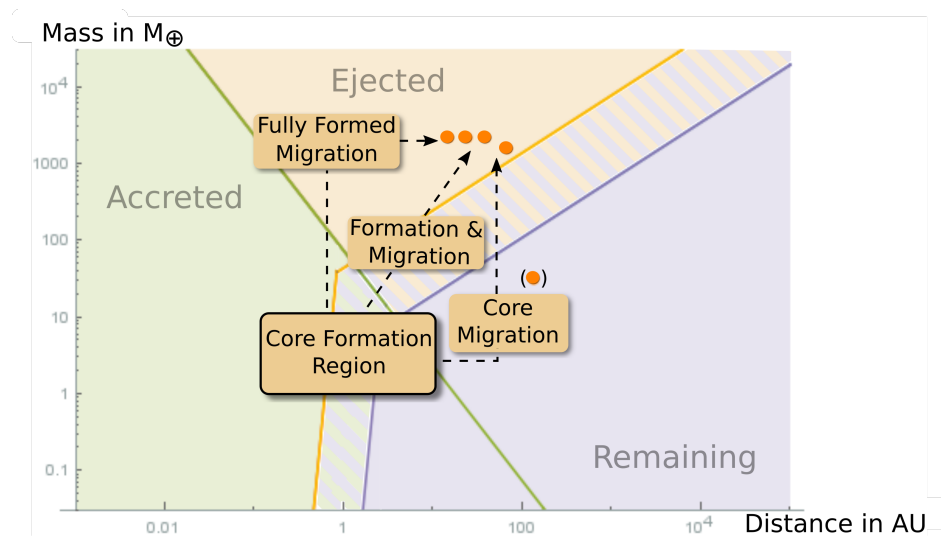 Mass in M⊕
10⁴
1000
100
10
1
0.1
Ejected
Fully Formed
Migration
Accreted
Formation &
Migration
( )
Core
Migration
Core Formation
Region
Remaining
0.01
1
100
10⁴
Distance in AU